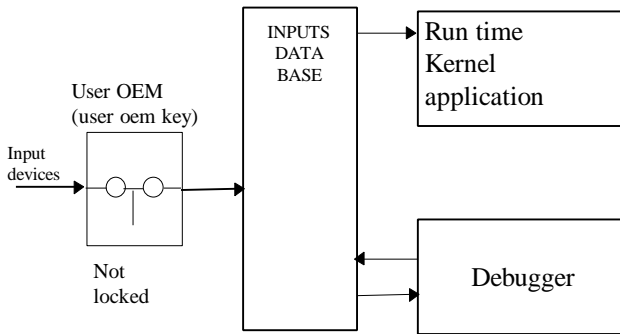 INPUTS
DATA
BASE
Run time
Kernel
application
User OEM
(user oem key)
Input
devices
Not
locked
Debugger